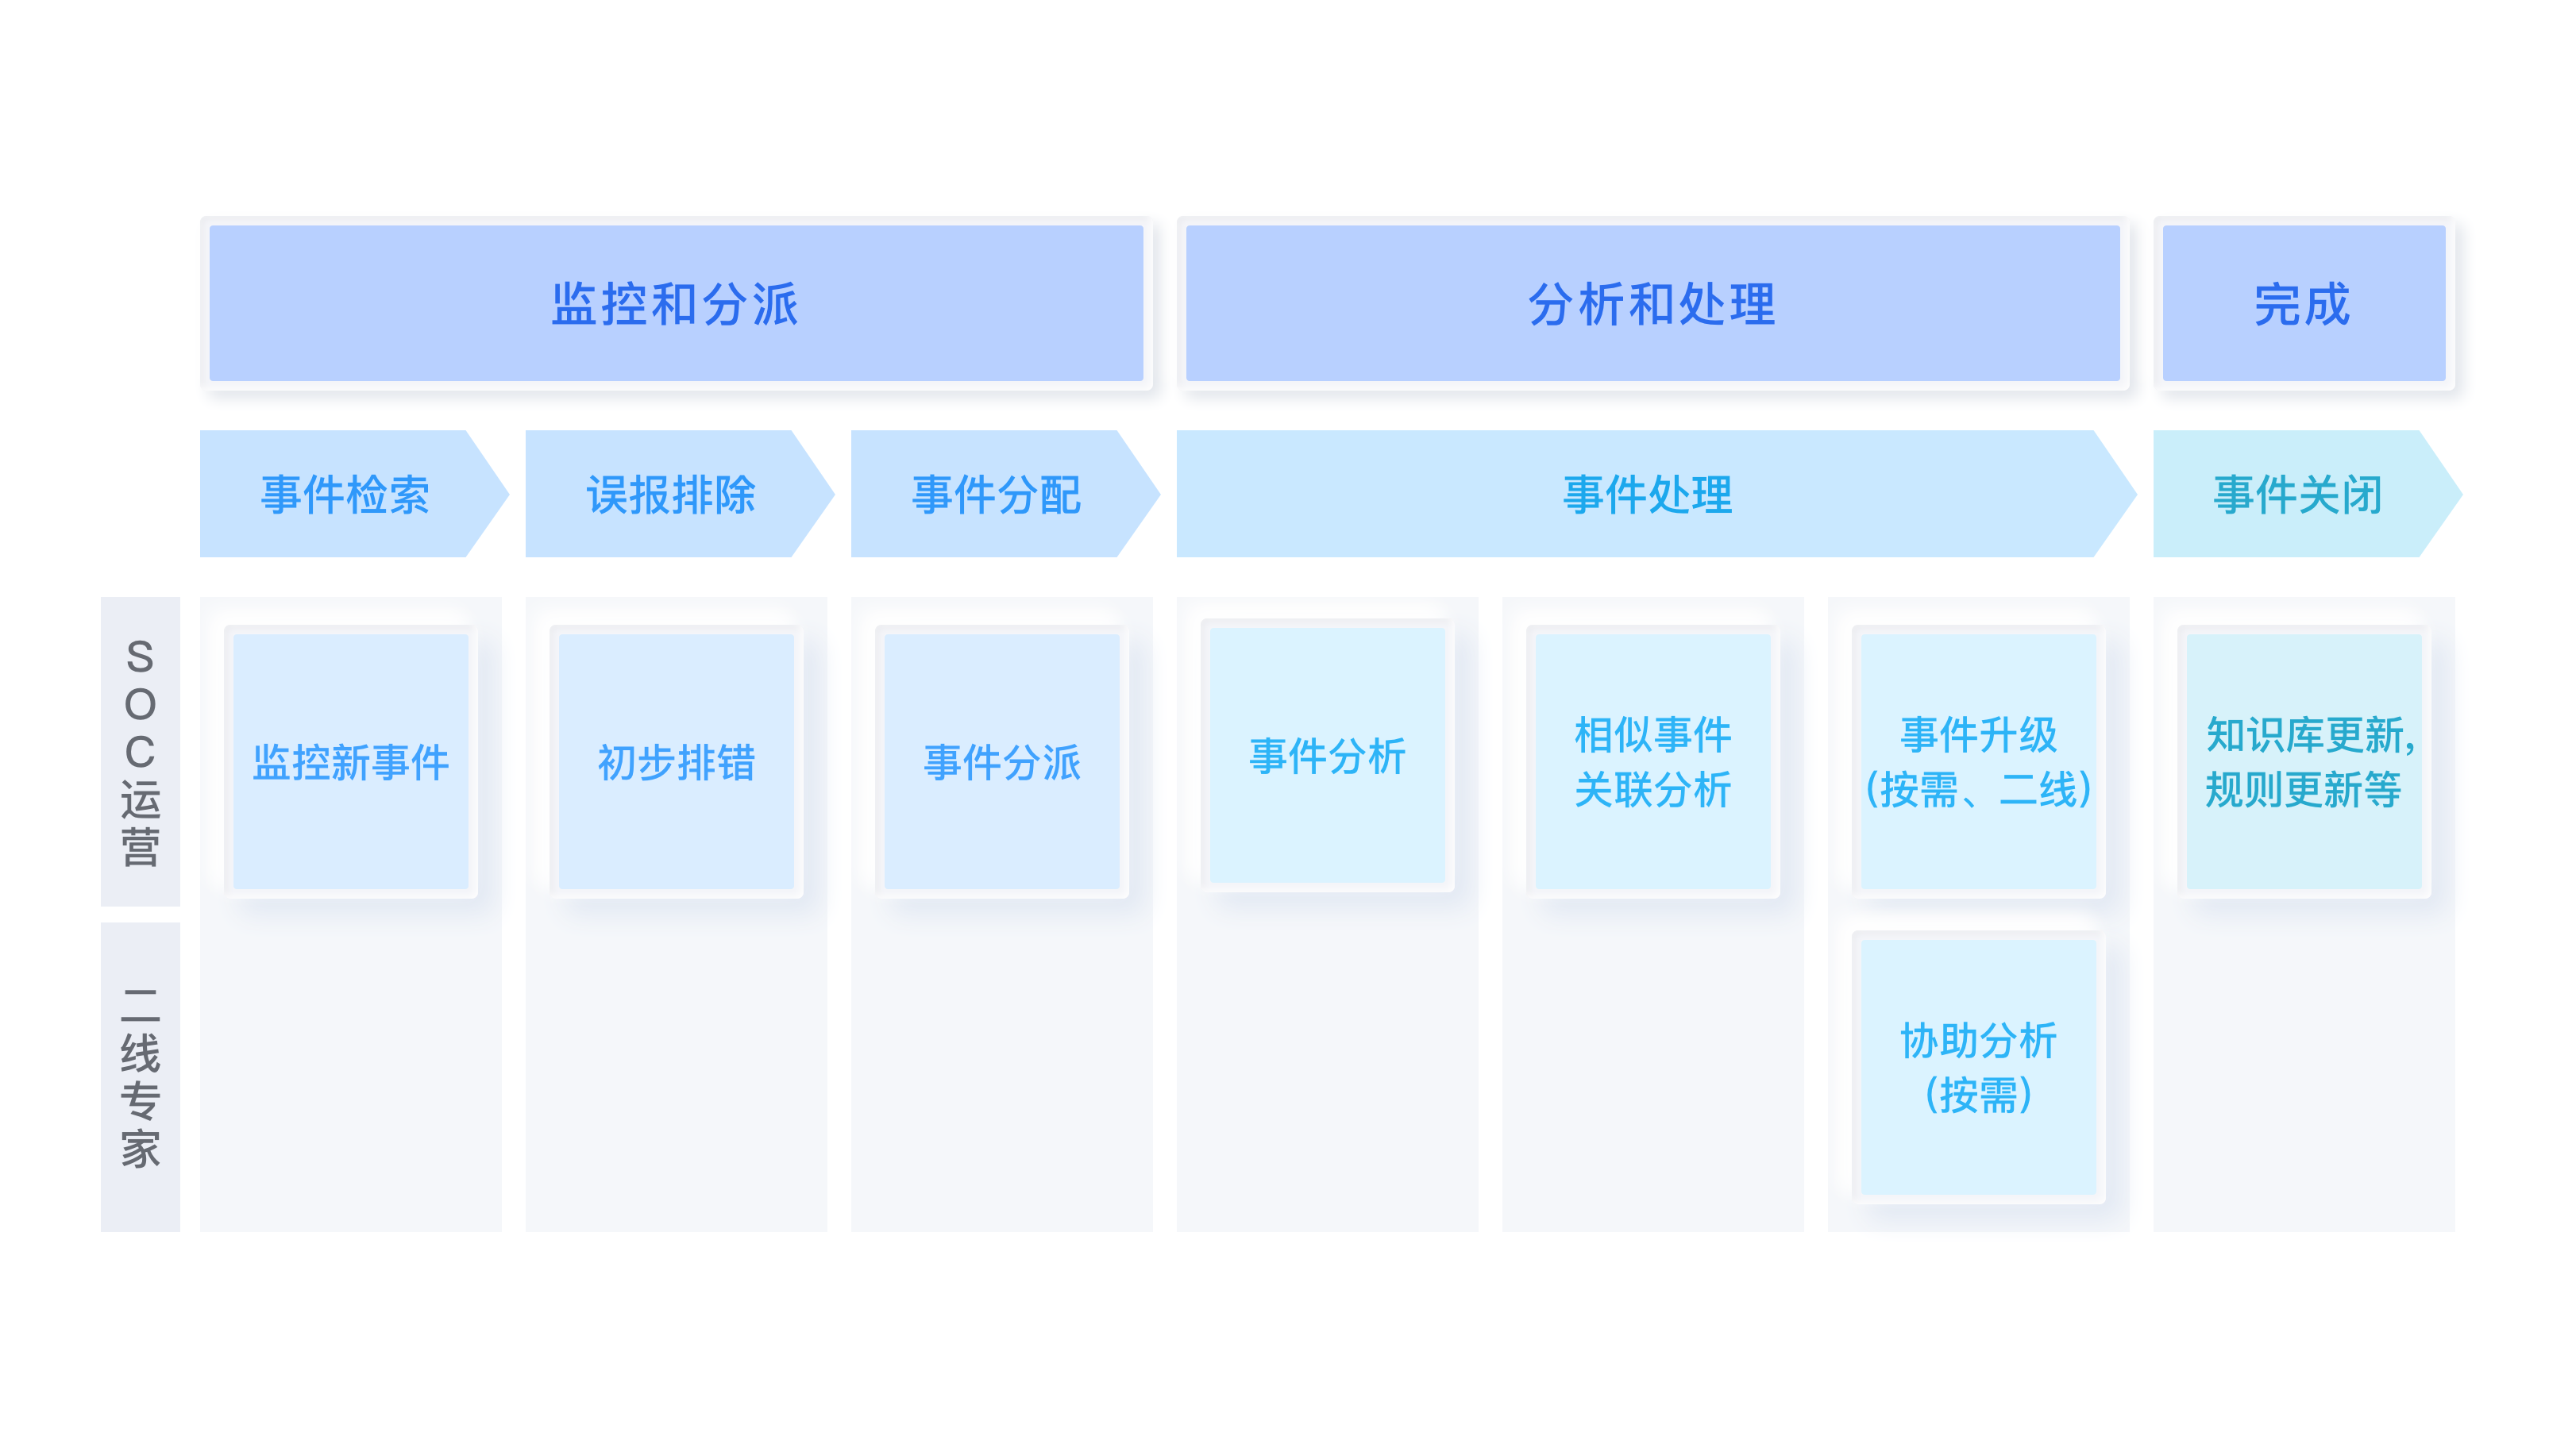 监控和分派
分析和处理
完成
事件检索
误报排除
事件分配
事件处理
事件关闭
SOC运营
监控新事件
初步排错
事件分派
事件分析
相似事件
关联分析
事件升级
(按需、二线)
知识库更新,
规则更新等
二线专家
协助分析
(按需)